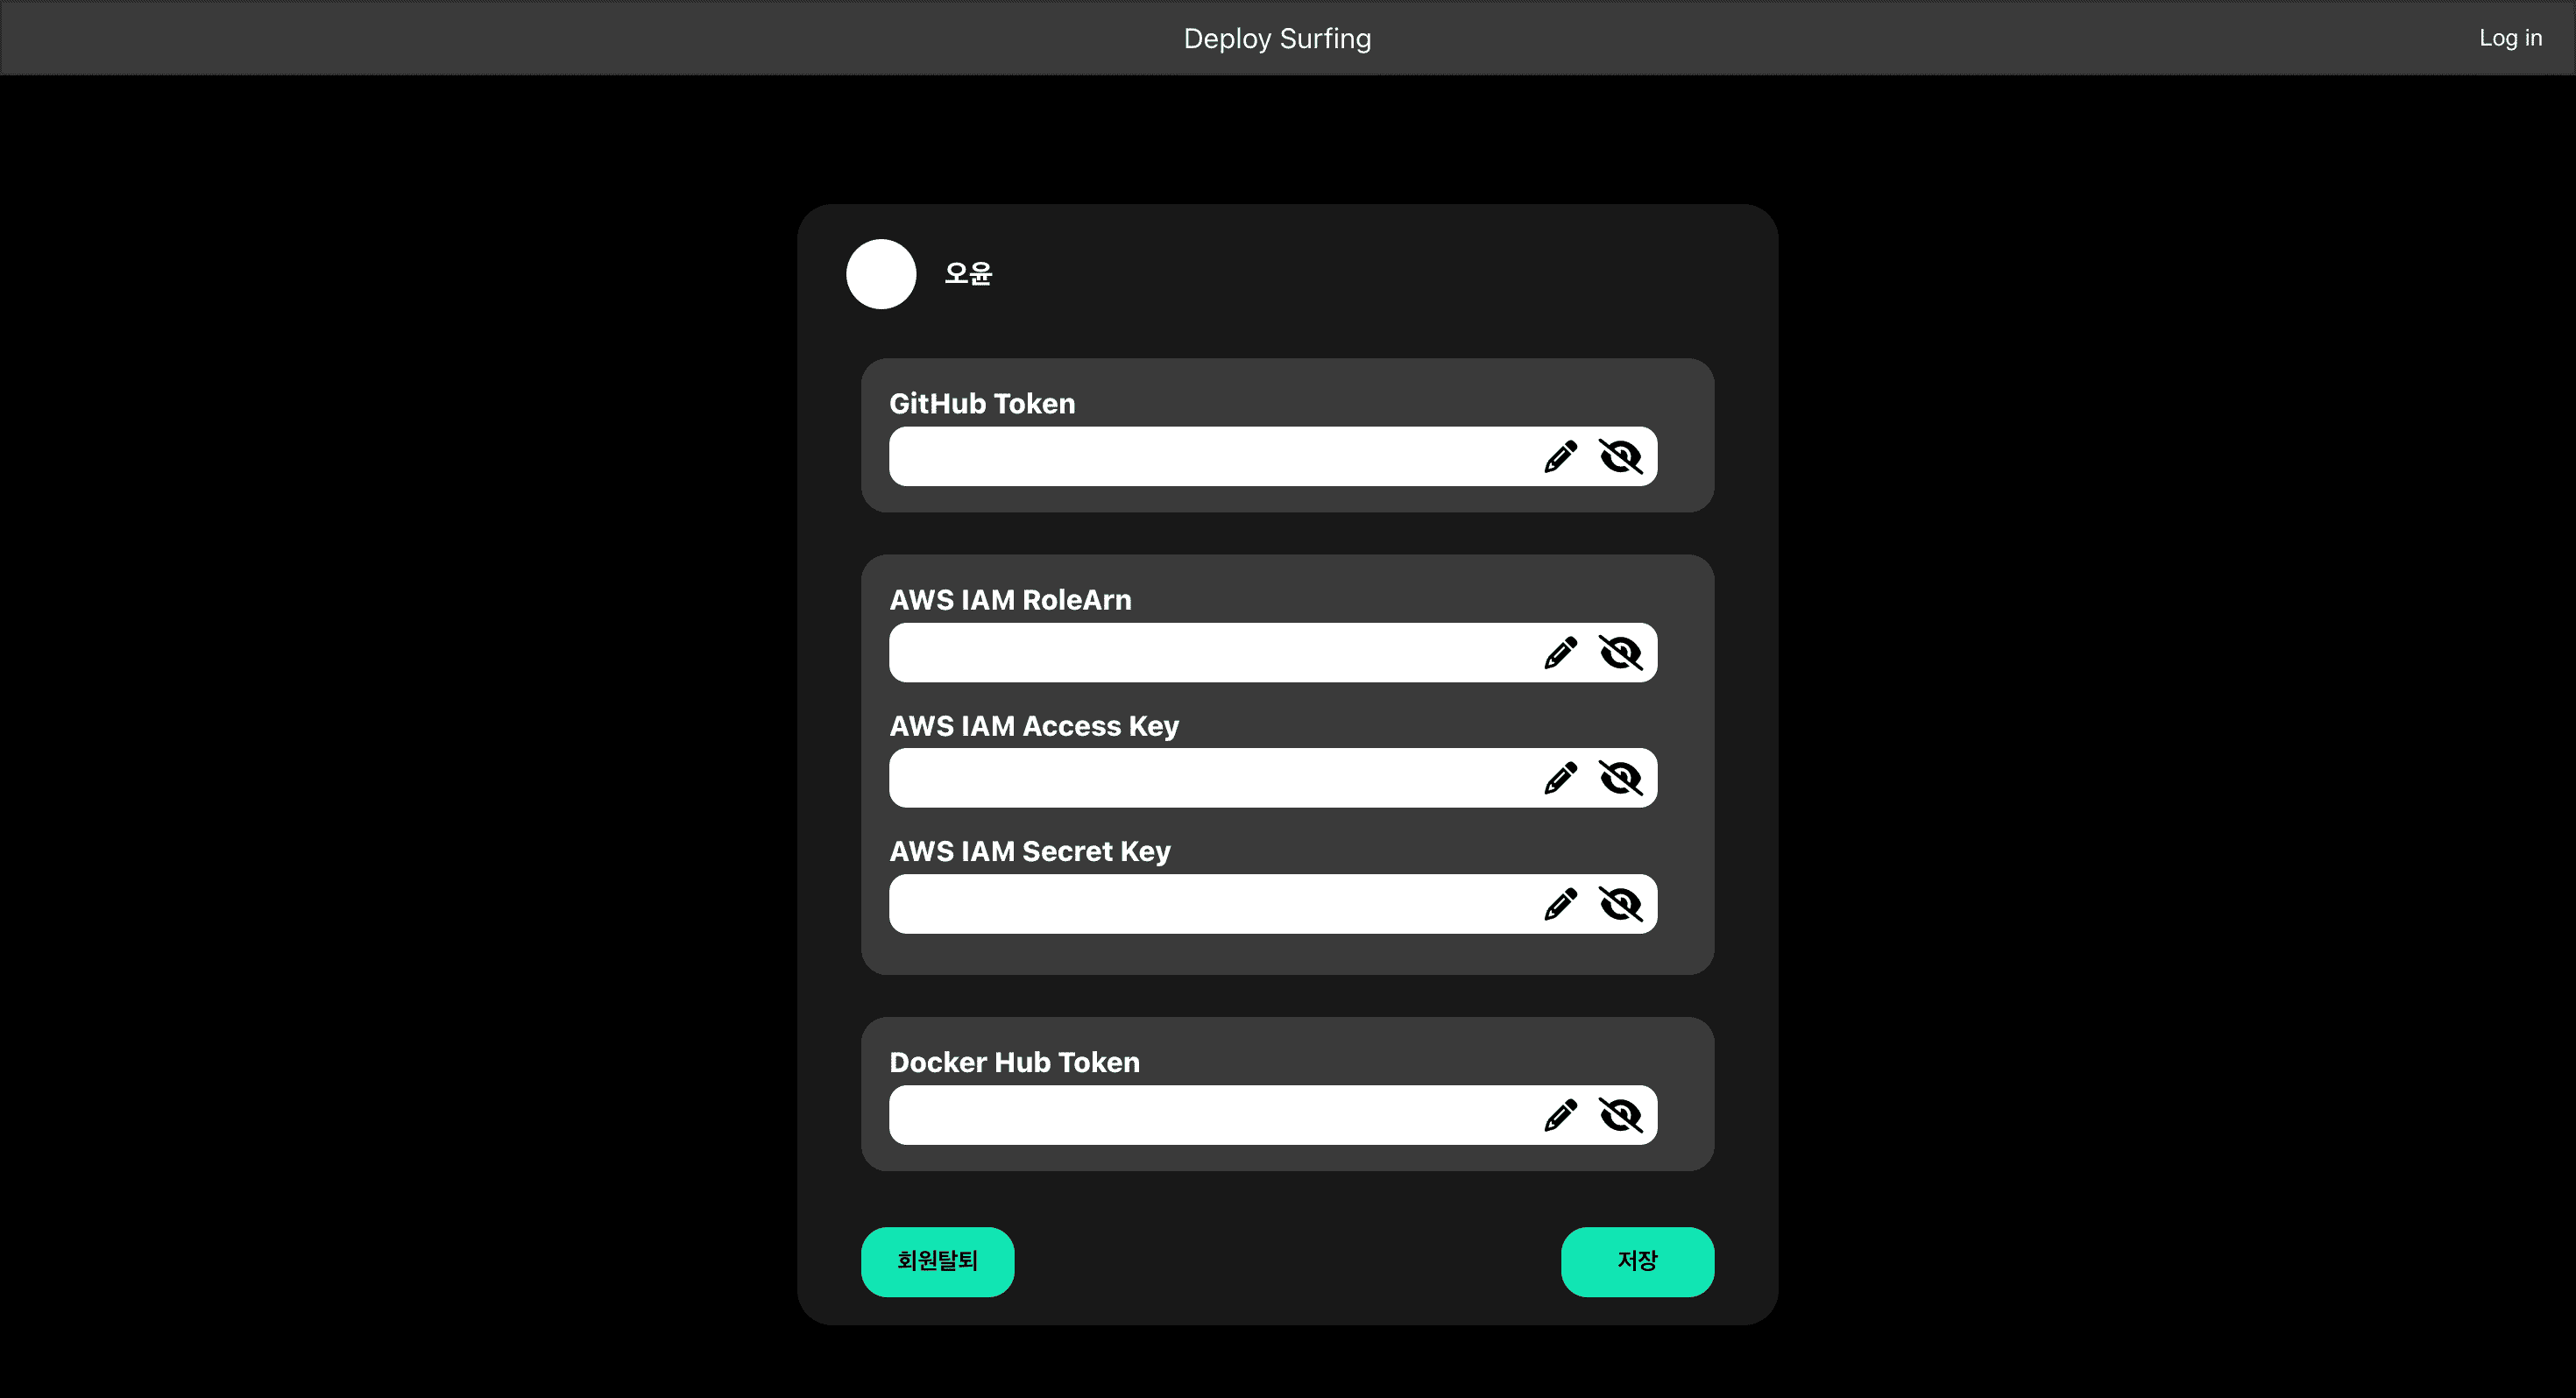 Deploy Surfing
Log in
오윤
GitHub Token
AWS IAM RoleArn
AWS IAM Access Key
AWS IAM Secret Key
Docker Hub Token
회원탈퇴
저장